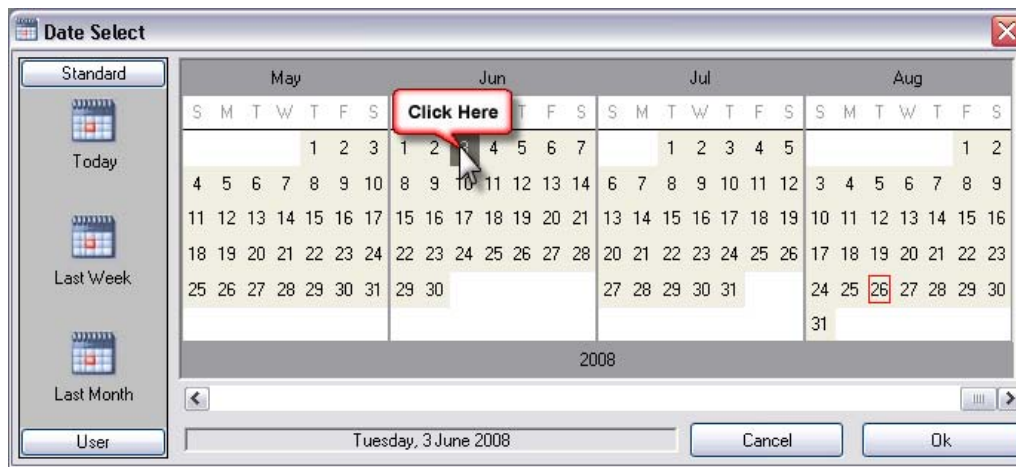 Date Select
Standard
Today
Last Week
Last Month
User
May Jun Jul Aug
S M T W T F S Click Here T F S S M T W T F S S M T W T F S
1 2 3 1 2 3 4 5 6 7 1 2 3 4 5 1 2
4 5 6 7 8 9 10 8 9 10 11 12 13 14 6 7 8 9 10 11 12 3 4 5 6 7 8 9
11 12 13 14 15 16 17 15 16 17 18 19 20 21 13 14 15 16 17 18 19 10 11 12 13 14 15 16
18 19 20 21 22 23 24 22 23 24 25 26 27 28 20 21 22 23 24 25 26 17 18 19 20 21 22 23
25 26 27 28 29 30 31 29 30 27 28 29 30 31 24 25 26 27 28 29 30
31
2008
Tuesday, 3 June 2008 Cancel Ok